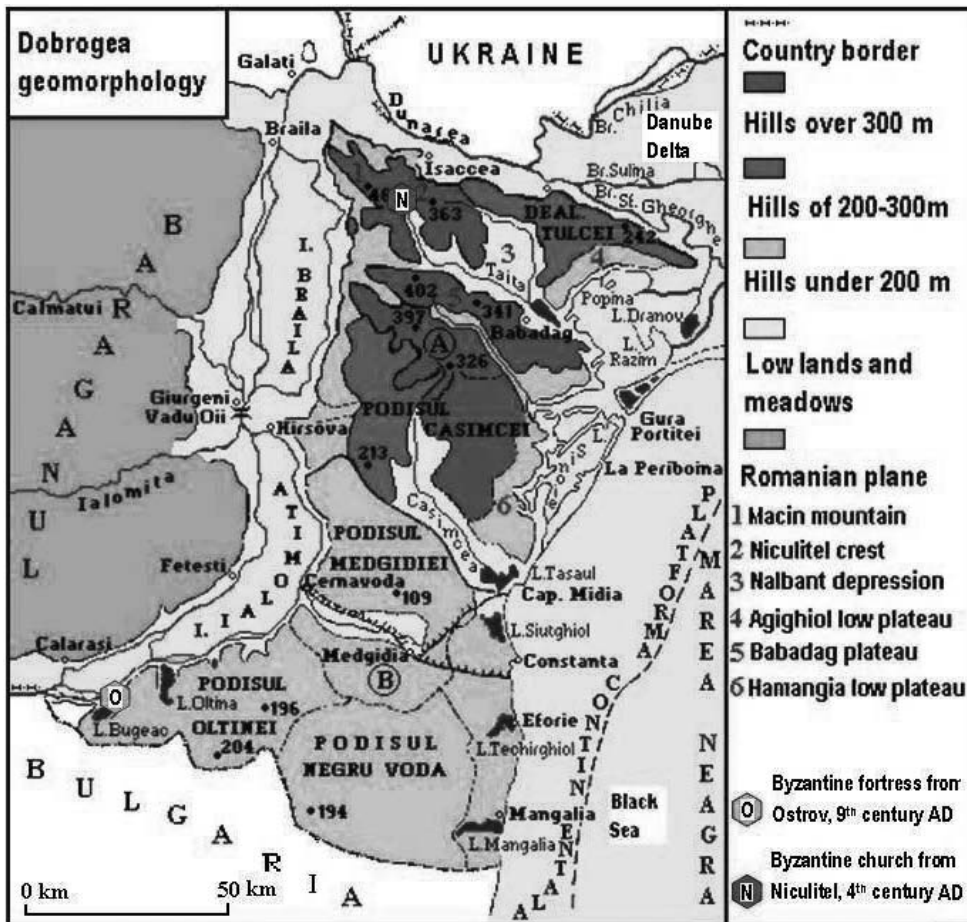 Dobrogea
geomorphology
UKRAINE
Galati
Braila
Dunarea
Br. Chilia
Danube
Delta
Isaccea
Br.Sulina
Br. St. Gheorghe
N
363
DEAL.
TULCEI
242
3
4
Taita
402
5
341
397
Babadag
Popina
L.Dranov
L.
Razim
A
326
BARAGANUL
Calmatui
I. BRAILA
Giurgeni
Vadu Oii
Hirsova
PODISUL
CASIMCEI
Gura
Portitei
213
La Periboina
L. Sinoie
6
Ialomita
I. IALOMITA
PODISUL
MEDGIDIEI
Casimcea
Fetesti
Cernavoda
109
L.Tasaul
Cap. Midia
L.Siutghiol
Calarasi
Medgidia
B
Constanta
O
L.Bugeac
L.Oltina
PODISUL
OLTINEI
196
204
Eforie
L.Techirghiol
PODISUL
NEGRU VODA
194
Mangalia
L.Mangalia
Black
Sea
PLATFORMA CONTINENTALA
MAREA NEAGRA
BULGARIA
0 km
50 km
Country border
Hills over 300 m
Hills of 200-300m
Hills under 200 m
Low lands and
meadows
Romanian plane
1 Macin mountain
2 Niculitel crest
3 Nalbant depression
4 Agighiol low plateau
5 Babadag plateau
6 Hamangia low plateau
O
Byzantine fortress from
Ostrov, 9th century AD
N
Byzantine church from
Niculitel, 4th century AD